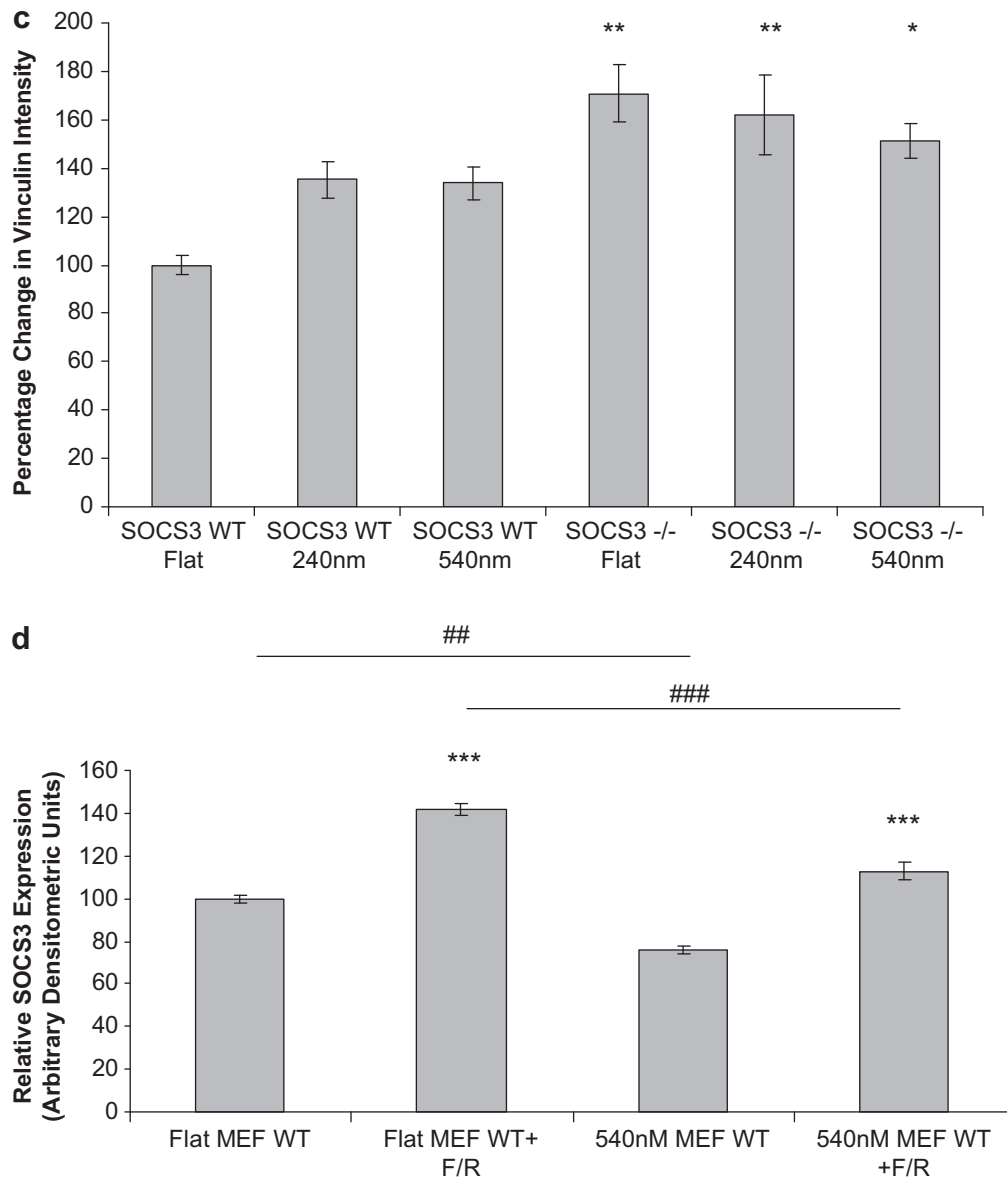 c
Percentage Change in Vinculin Intensity
200
180
160
140
120
100
80
60
40
20
0
** ** *
SOCS3 WT SOCS3 WT SOCS3 WT SOCS3 -/- SOCS3 -/- SOCS3 -/-
Flat 240nm 540nm Flat 240nm 540nm
d
##
###
Relative SOCS3 Expression
(Arbitrary Densitometric Units)
160
140
120
100
80
60
40
20
0
***
***
Flat MEF WT Flat MEF WT+ 540nM MEF WT 540nM MEF WT
F/R +F/R